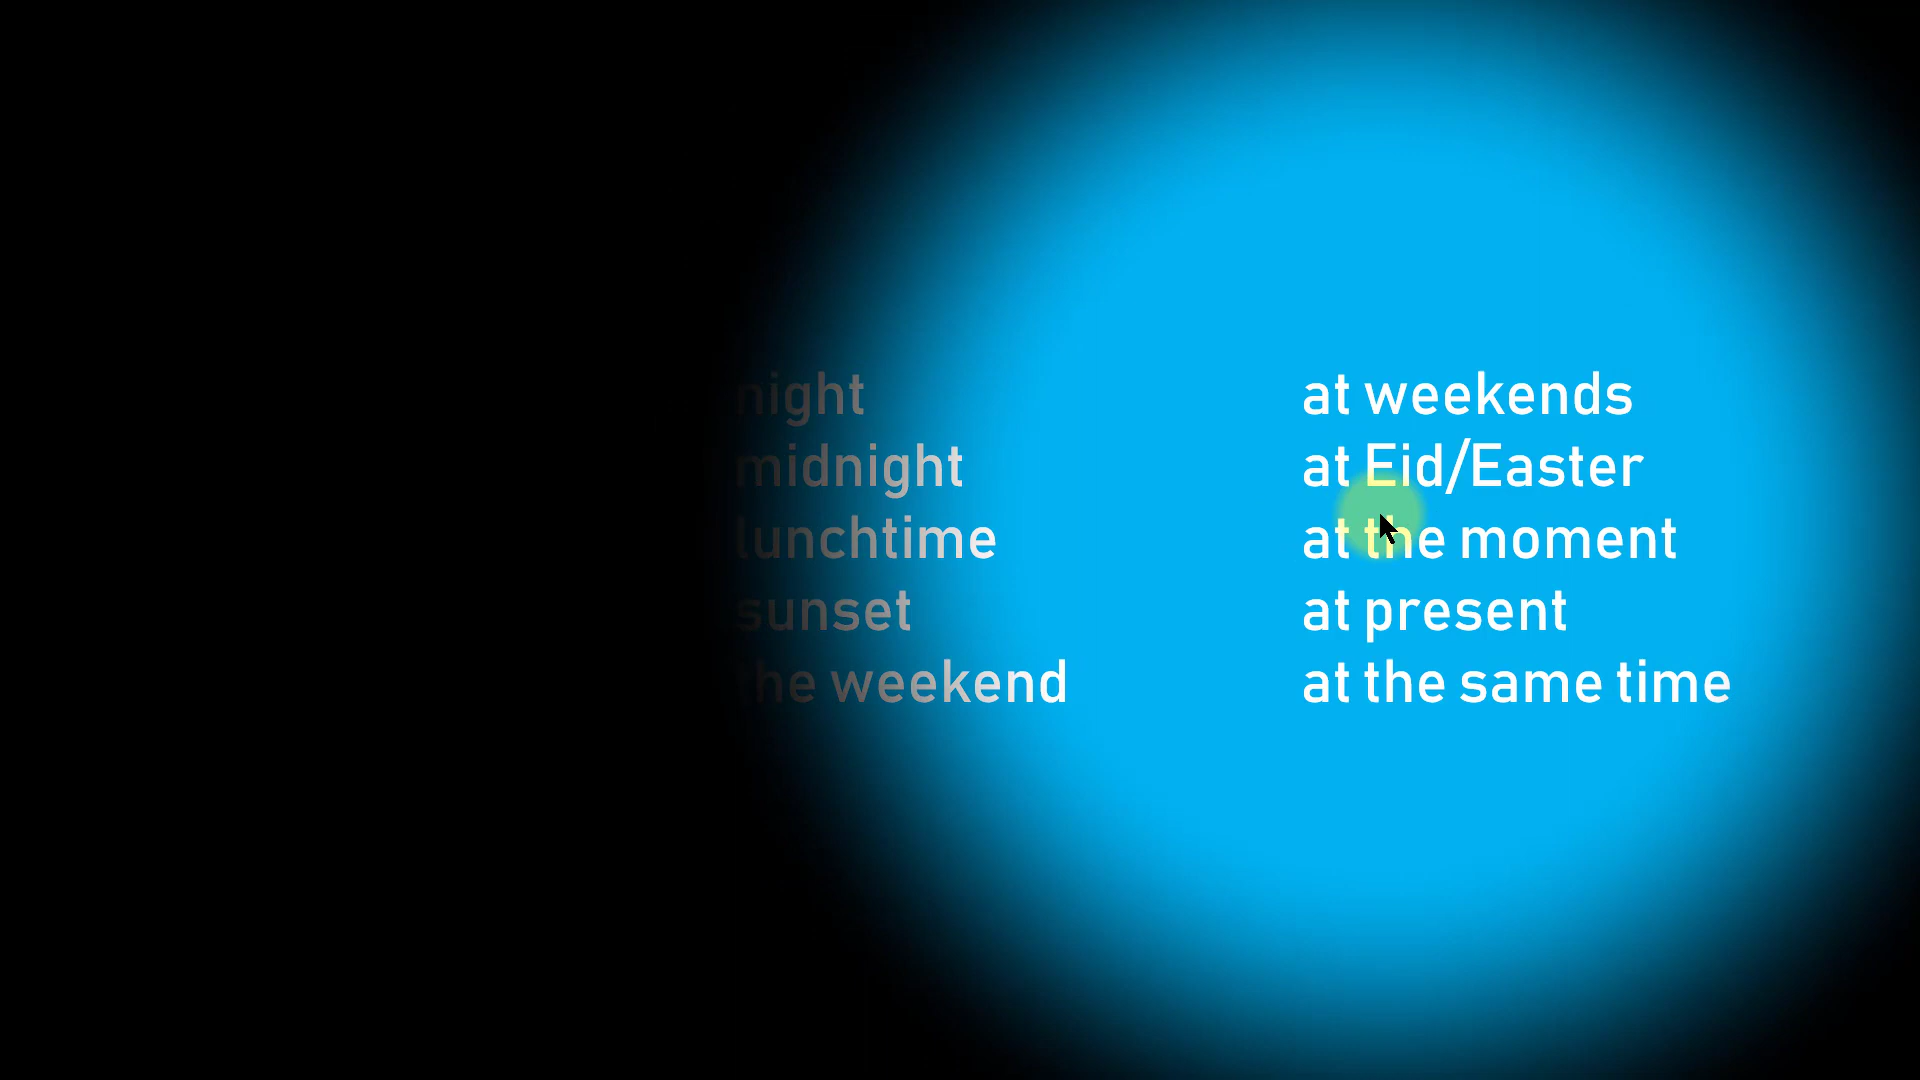 night
midnight
lunchtime
sunset
the weekend
at weekends
at Eid/Easter
at the moment
at present
at the same time